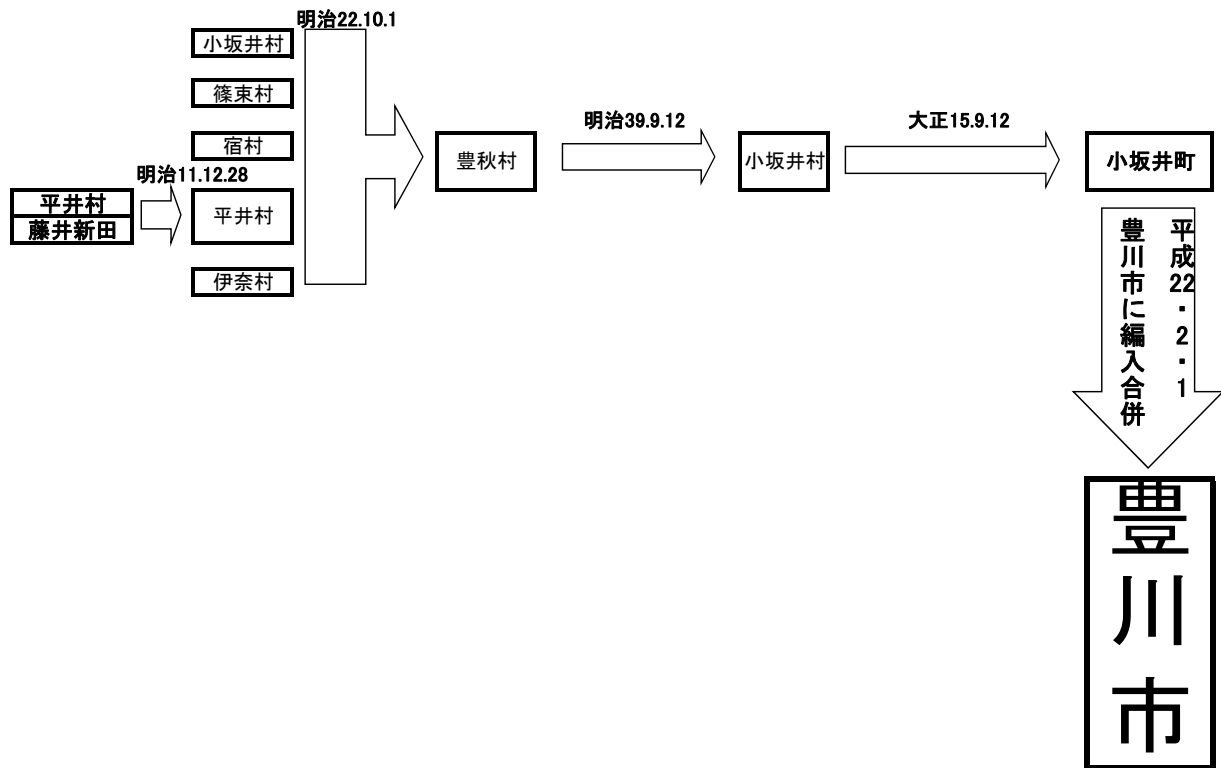 明治22.10.1
小坂井村
篠束村
宿村
明治11.12.28
平井村
藤井新田
平井村
伊奈村
豊秋村
明治39.9.12
小坂井村
大正15.9.12
小坂井町
平成22・2・1
豊川市に編入合併
豊川市